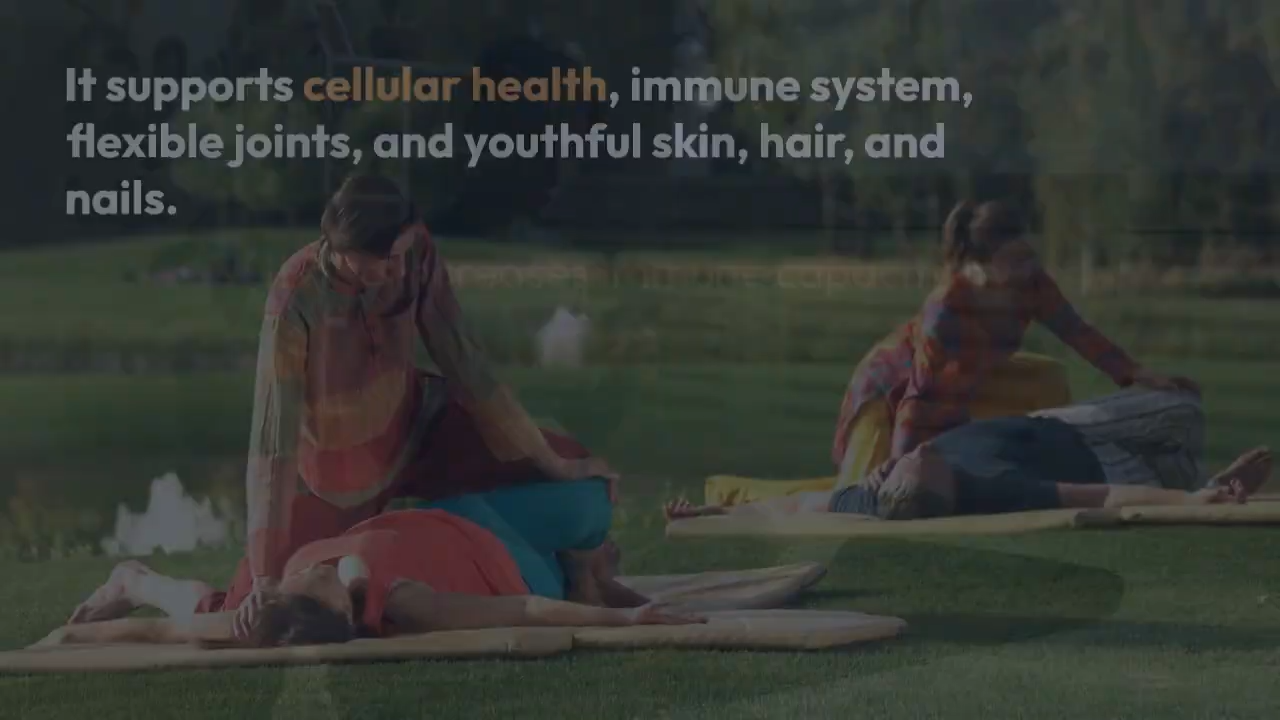 It supports cellular health, immune system,
flexible joints, and youthful skin, hair, and
nails.